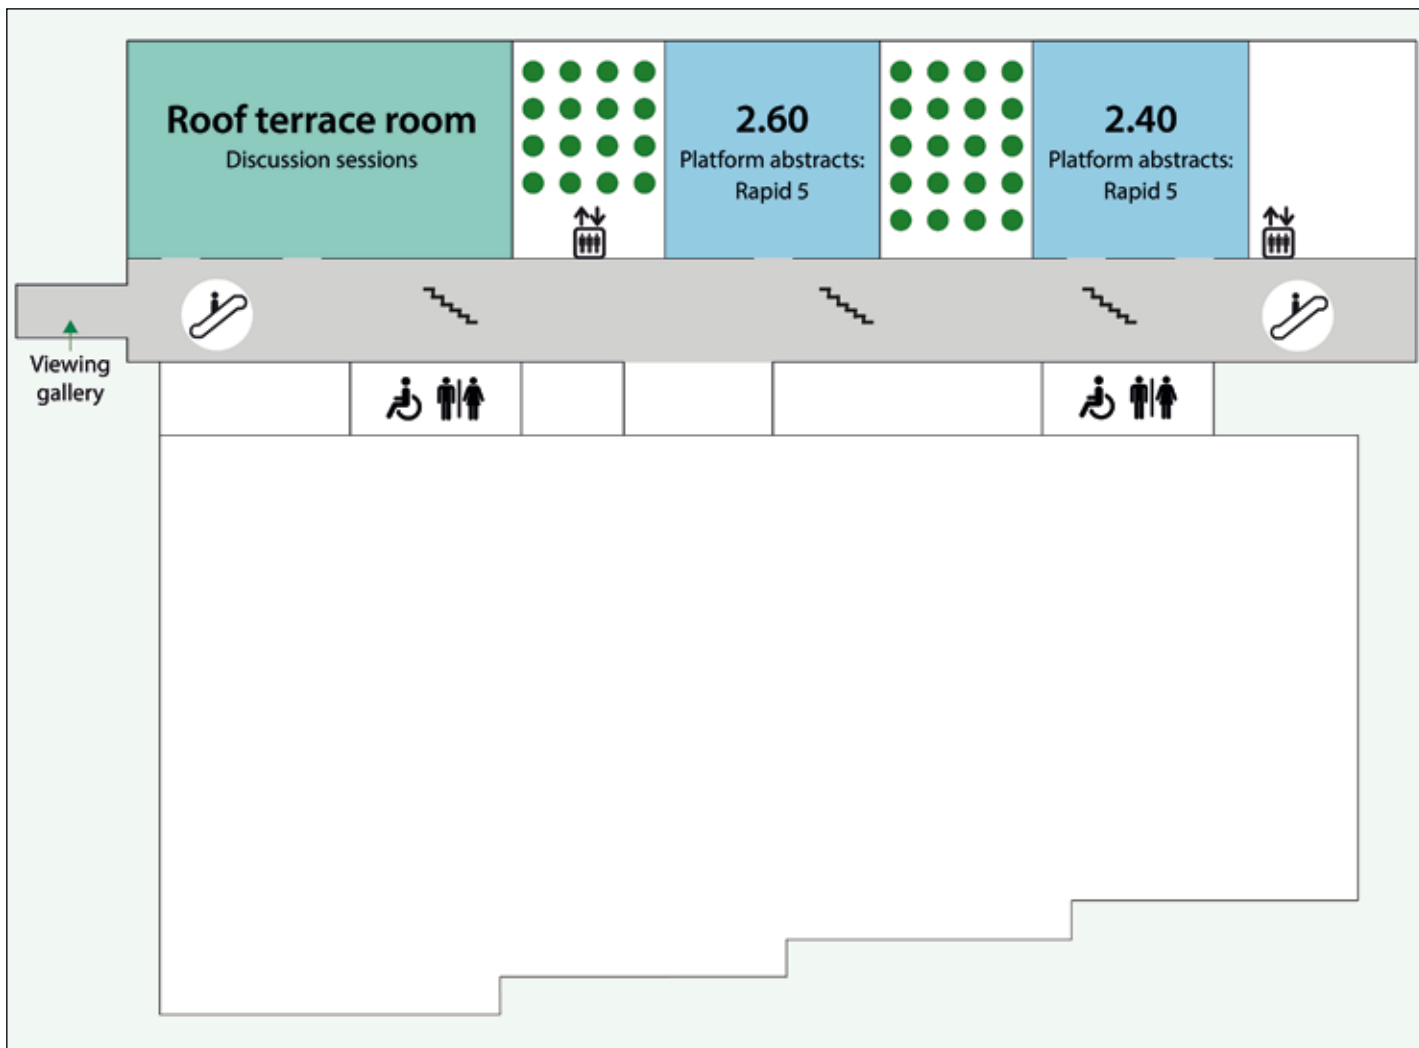 Roof terrace room
Discussion sessions
2.60
Platform abstracts:
Rapid 5
2.40
Platform abstracts:
Rapid 5
Viewing
gallery